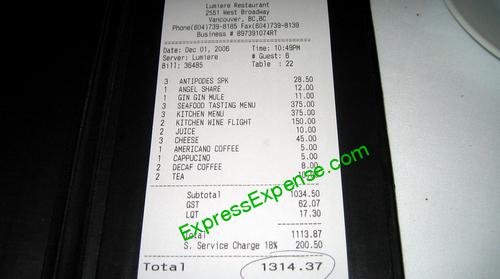 Lumiere Restaurant
2551 West Broadway
Vancouver, BC,BC
Phone(604)739-8185 Fax(604)739-8139
Business # 897391074RT
Date: Dec 01, 2006 Time: 10:49PM
Server: Lumiere # Guest: 6
Bill: 36485 Table : 22
3 ANTIPODES SPK 28.50
1 ANGEL SHARE 12.00
1 GIN GIN MULE 11.00
3 SEAFOOD TASTING MENU 375.00
3 KITCHEN MENU 375.00
2 KITCHEN WINE FLIGHT 150.00
2 JUICE 10.00
3 CHEESE 45.00
1 AMERICANO COFFEE 5.00
1 CAPPUCINO 5.00
2 DECAF COFFEE 8.00
2 TEA
Subtotal 1034.50
GST 62.07
LQT 17.30
Total 1113.87
S. Service Charge 18% 200.50
Total 1314.37
ExpressExpense.com